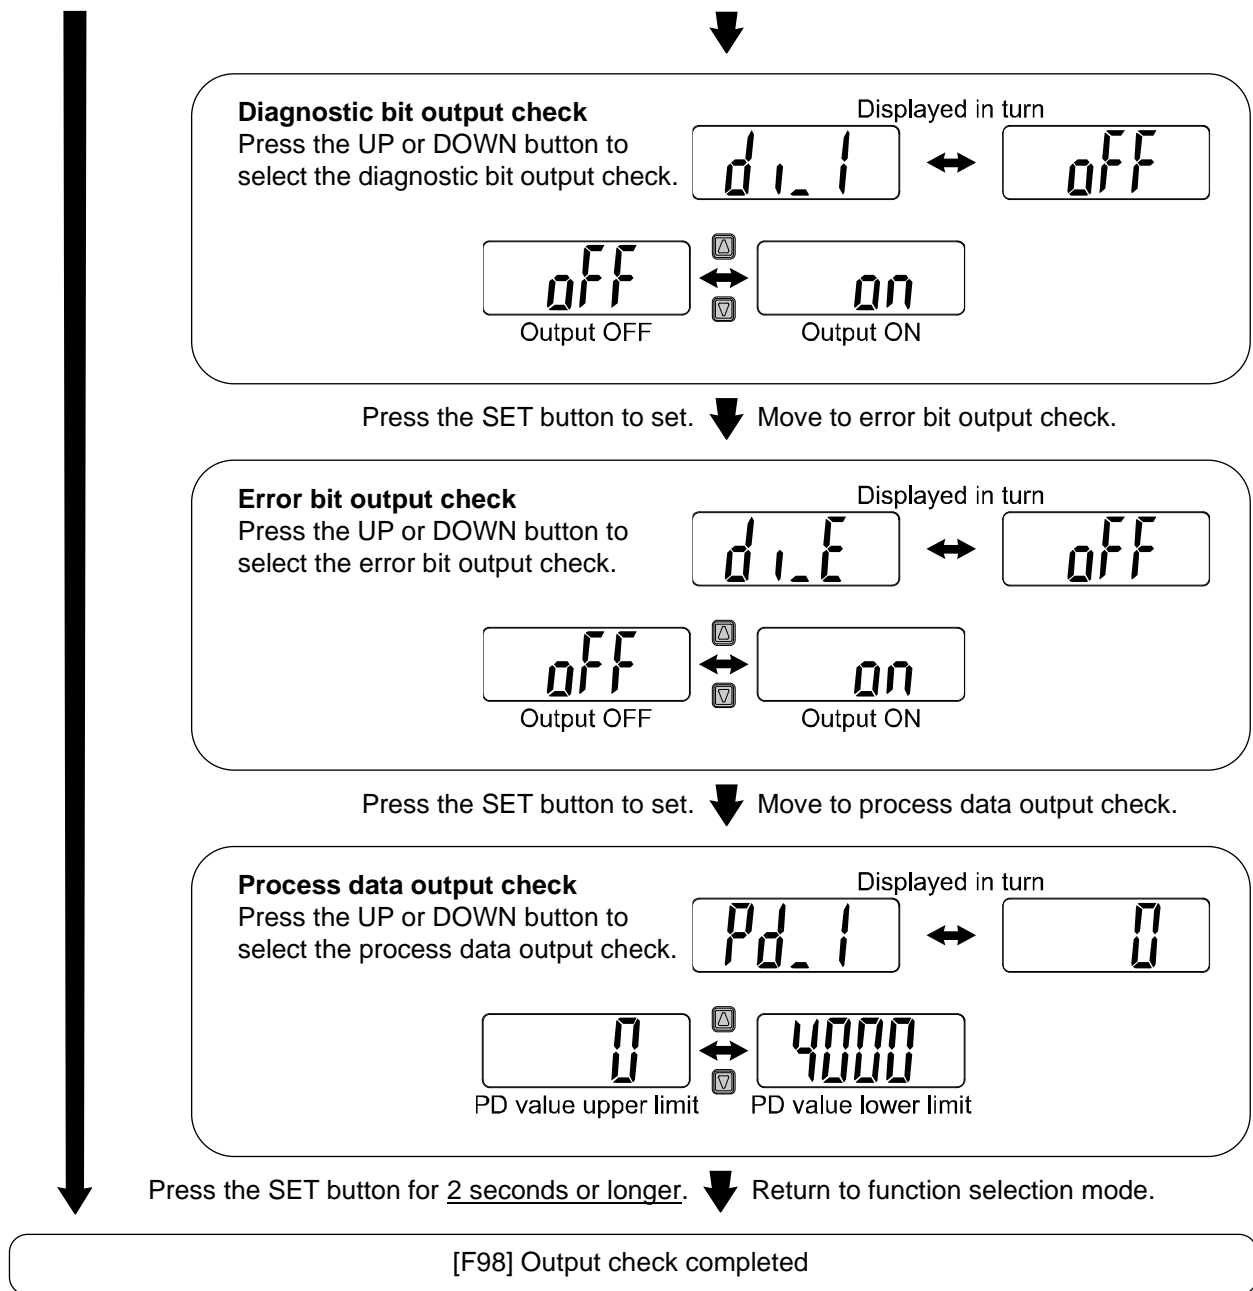 Diagnostic bit output check
Displayed in turn
Press the UP or DOWN button to
select the diagnostic bit output check.
di_1
oFF
oFF
on
Output OFF
Output ON
Press the SET button to set.
Move to error bit output check.
Error bit output check
Displayed in turn
Press the UP or DOWN button to
select the error bit output check.
di_E
oFF
oFF
on
Output OFF
Output ON
Press the SET button to set.
Move to process data output check.
Process data output check
Displayed in turn
Press the UP or DOWN button to
select the process data output check.
Pd_1
0
0
4000
PD value upper limit
PD value lower limit
Press the SET button for 2 seconds or longer.
Return to function selection mode.
[F98] Output check completed